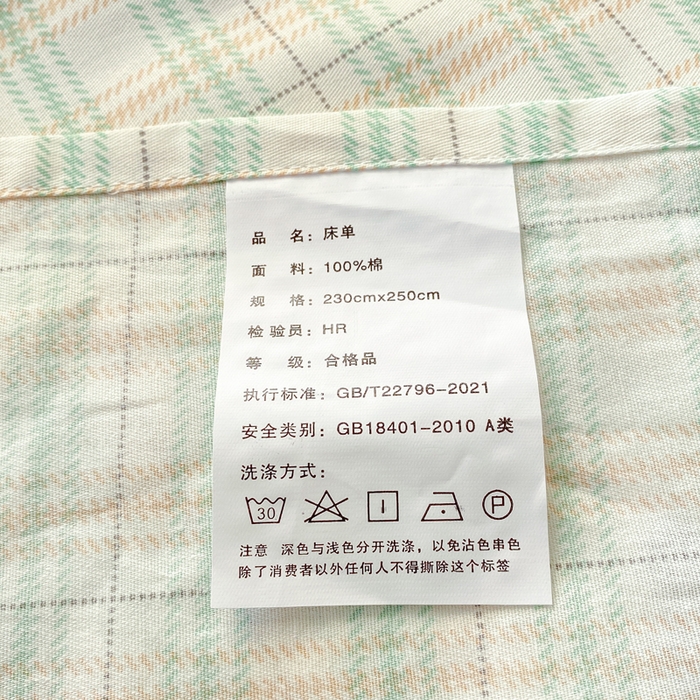 品 名：床单
面 料：100%棉
规 格：230cmx250cm
检验员：HR
等 级：合格品
执行标准：GB/T22796-2021
安全类别：GB18401-2010 A类
洗涤方式：
30 P
注意 深色与浅色分开洗涤，以免沾色串色
除了消费者以外任何人不得撕除这个标签